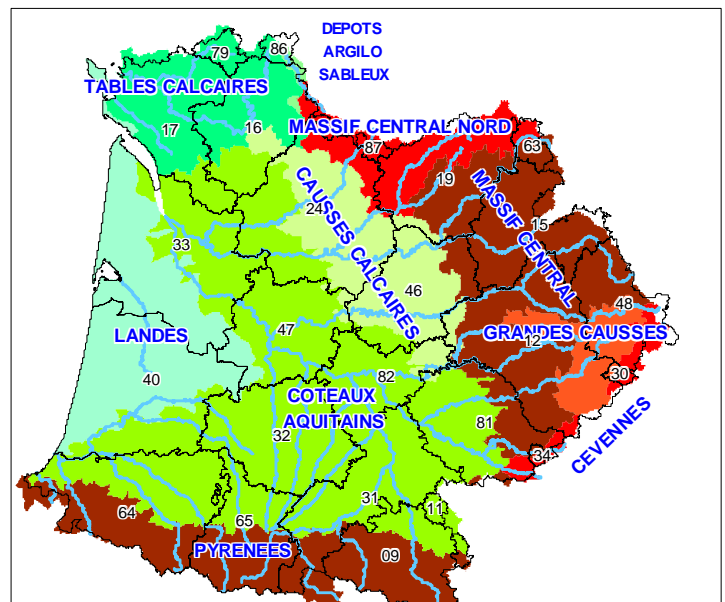 DEPOTS
ARGILO
SABLEUX
79
86
TABLES CALCAIRES
17
16
MASSIF CENTRAL NORD
87
63
19
24
CAUSSES CALCAIRES
MASSIF CENTRAL
15
33
46
48
LANDES
47
GRANDES CAUSSES
12
40
82
30
COTEAUX
AQUITAINS
81
32
34
CEVENNES
31
64
65
11
PYRENEES
09